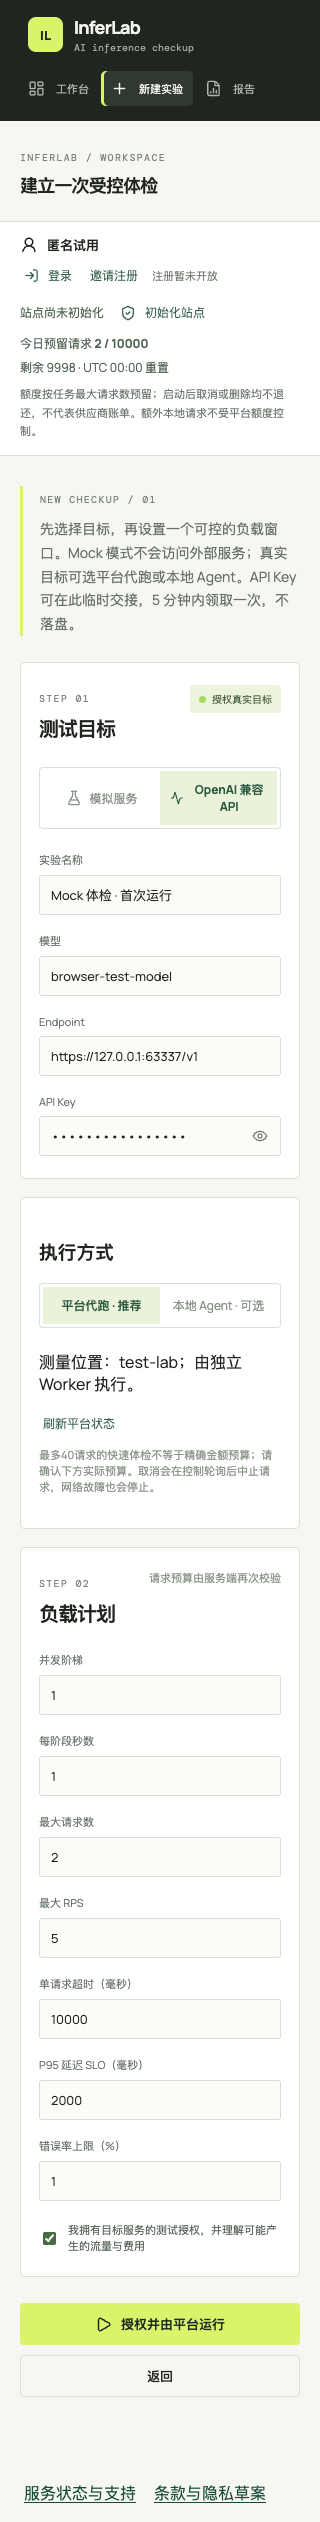 IL
InferLab
AI inference checkup
工作台
新建实验
报告
INFERLAB / WORKSPACE
建立一次受控体检
匿名试用
登录 邀请注册 注册暂未开放
站点尚未初始化 初始化站点
今日预留请求 2 / 10000
剩余 9998 · UTC 00:00 重置
额度按任务最大请求数预留；启动后取消或删除均不退
还，不代表供应商账单。额外本地请求不受平台额度控
制。
NEW CHECKUP / 01
先选择目标，再设置一个可控的负载窗
口。Mock 模式不会访问外部服务；真实
目标可选平台代跑或本地 Agent。API Key
可在此临时交接，5 分钟内领取一次，不
落盘。
STEP 01
授权真实目标
测试目标
模拟服务
OpenAI 兼容
API
实验名称
Mock 体检 · 首次运行
模型
browser-test-model
Endpoint
https://127.0.0.1:63337/v1
API Key
••••••••••••••••
执行方式
平台代跑 · 推荐
本地 Agent · 可选
测量位置：test-lab；由独立
Worker 执行。
刷新平台状态
最多40请求的快速体检不等于精确金额预算；请
确认下方实际预算。取消会在控制轮询后中止请
求，网络故障也会停止。
STEP 02
请求预算由服务端再次校验
负载计划
并发阶梯
1
每阶段秒数
1
最大请求数
2
最大 RPS
5
单请求超时（毫秒）
10000
P95 延迟 SLO（毫秒）
2000
错误率上限（%）
1
我拥有目标服务的测试授权，并理解可能产
生的流量与费用
授权并由平台运行
返回
服务状态与支持 条款与隐私草案